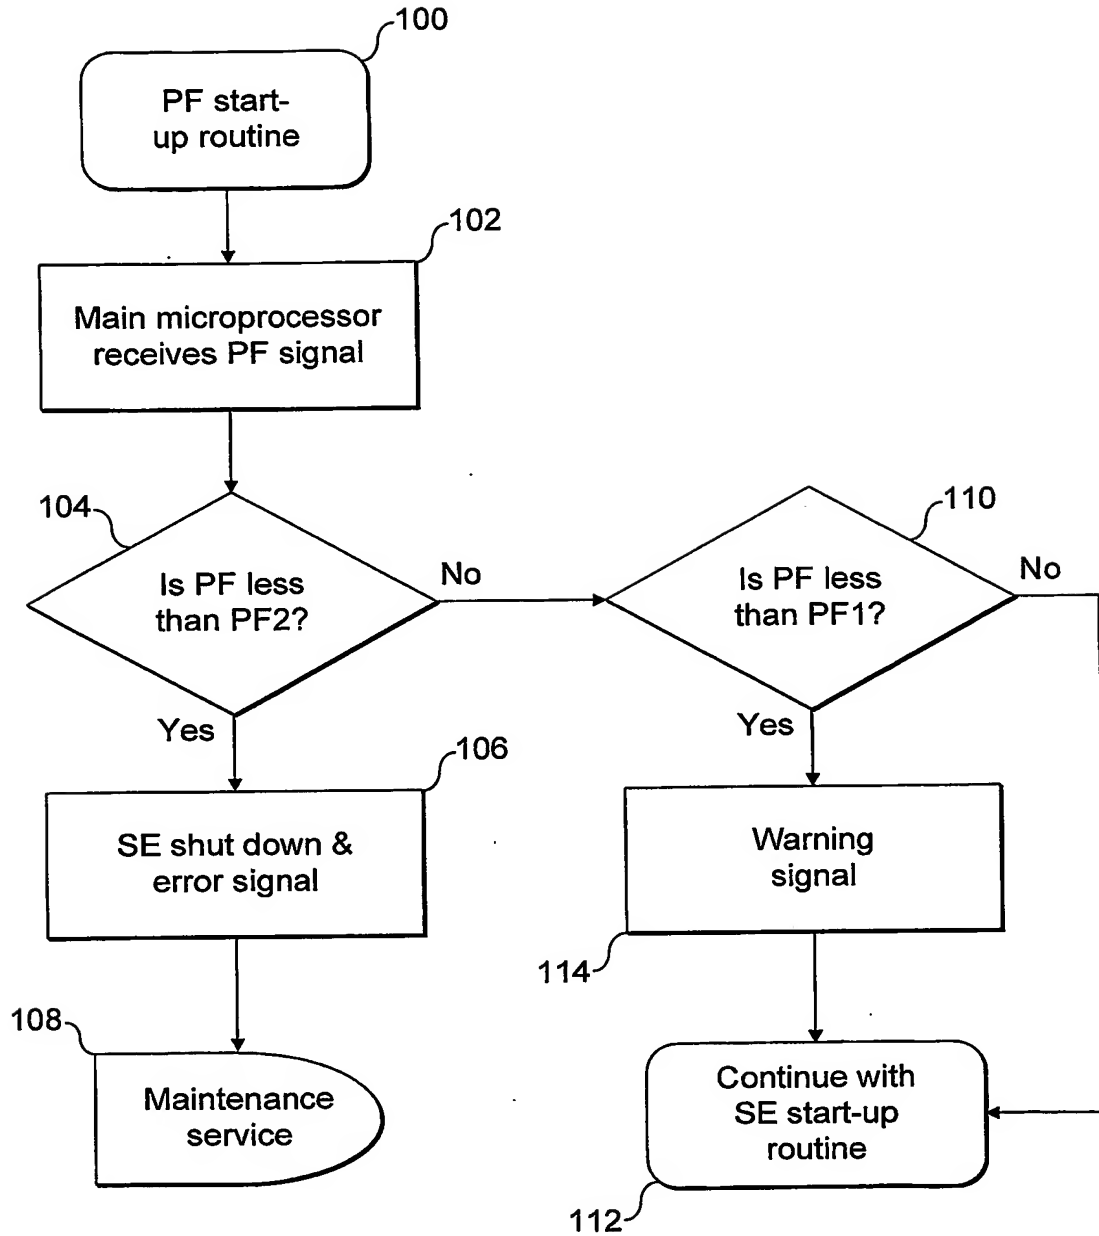 100
PF start-
up routine
102
Main microprocessor
receives PF signal
104
Is PF less
than PF2?
No
110
Is PF less
than PF1?
No
Yes
106
SE shut down &
error signal
Yes
Warning
signal
114
108
Maintenance
service
Continue with
SE start-up
routine
112